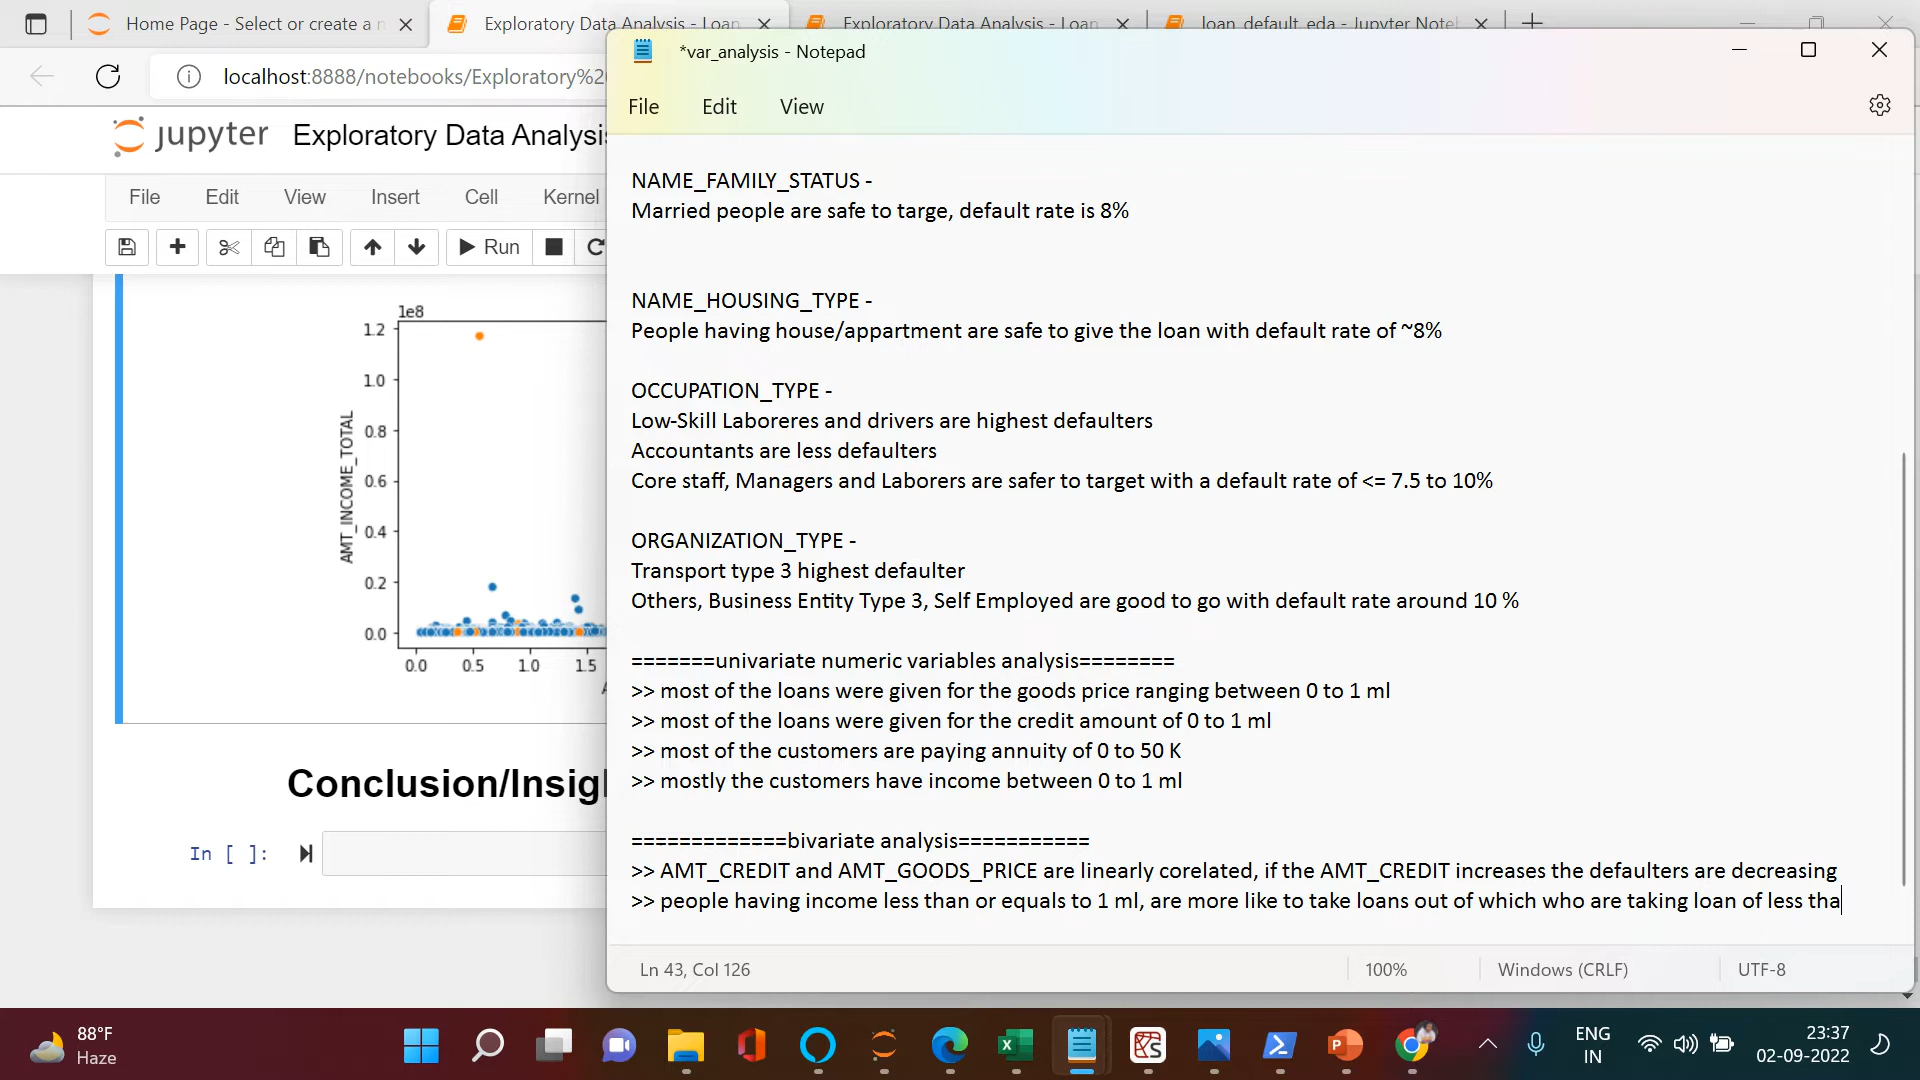 Home Page - Select or create a n
Exploratory Data Analysis - Loan
Exploratory Data Analysis - Loan
loan_default_eda - Jupyter Note
localhost:8888/notebooks/Exploratory%20
*var_analysis - Notepad
File Edit View
jupyter Exploratory Data Analysis
File Edit View Insert Cell Kernel
Run
NAME_FAMILY_STATUS -
Married people are safe to targe, default rate is 8%
NAME_HOUSING_TYPE -
People having house/appartment are safe to give the loan with default rate of ~8%
OCCUPATION_TYPE -
Low-Skill Laboreres and drivers are highest defaulters
Accountants are less defaulters
Core staff, Managers and Laborers are safer to target with a default rate of <= 7.5 to 10%
ORGANIZATION_TYPE -
Transport type 3 highest defaulter
Others, Business Entity Type 3, Self Employed are good to go with default rate around 10 %
=======univariate numeric variables analysis========
>> most of the loans were given for the goods price ranging between 0 to 1 ml
>> most of the loans were given for the credit amount of 0 to 1 ml
>> most of the customers are paying annuity of 0 to 50 K
>> mostly the customers have income between 0 to 1 ml
=============bivariate analysis===========
>> AMT_CREDIT and AMT_GOODS_PRICE are linearly corelated, if the AMT_CREDIT increases the defaulters are decreasing
>> people having income less than or equals to 1 ml, are more like to take loans out of which who are taking loan of less tha
Ln 43, Col 126
100%
Windows (CRLF)
UTF-8
1e8
1.2
1.0
0.8
0.6
0.4
0.2
0.0
AMT_INCOME_TOTAL
0.0 0.5 1.0 1.5
Conclusion/Insigh
In [ ]:
88°F
Haze
ENG
IN
23:37
02-09-2022